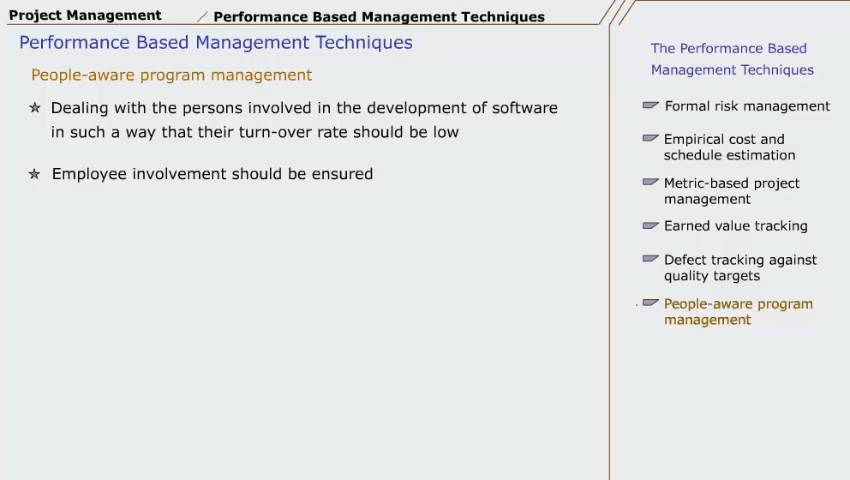 Project Management / Performance Based Management Techniques
Performance Based Management Techniques
People-aware program management
Dealing with the persons involved in the development of software
in such a way that their turn-over rate should be low
Employee involvement should be ensured
The Performance Based
Management Techniques
Formal risk management
Empirical cost and
schedule estimation
Metric-based project
management
Earned value tracking
Defect tracking against
quality targets
People-aware program
management